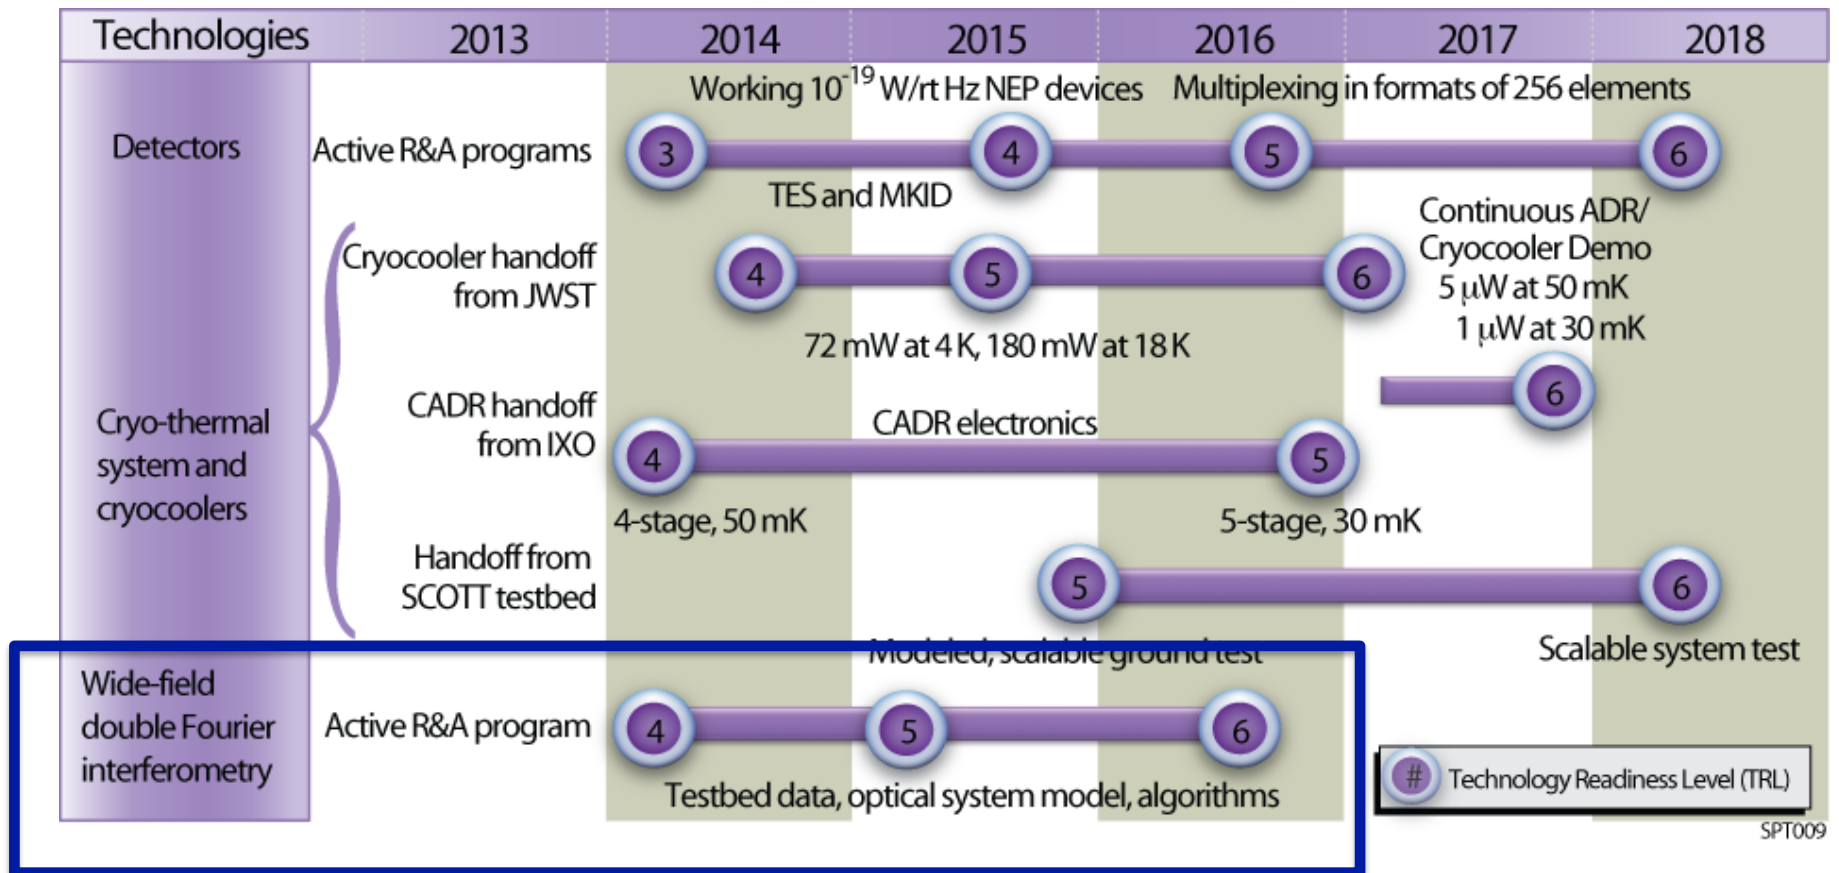 Technologies 2013 2014 2015 2016 2017 2018
Working 10⁻¹⁹ W/rt Hz NEP devices Multiplexing in formats of 256 elements
Detectors Active R&A programs 3 4 5 6
TES and MKID
Continuous ADR/
Cryocooler Demo
5 μW at 50 mK
1 μW at 30 mK
6
Cryo-thermal
system and
cryocoolers
Cryocooler handoff
from JWST
4 5 6
72 mW at 4 K, 180 mW at 18 K
CADR handoff
from IXO
CADR electronics
4 5
4-stage, 50 mK 5-stage, 30 mK
Handoff from
SCOTT testbed
5 6
Modeled, scalable ground test Scalable system test
Wide-field
double Fourier
interferometry
Active R&A program 4 5 6
Testbed data, optical system model, algorithms
# Technology Readiness Level (TRL)
SPT009